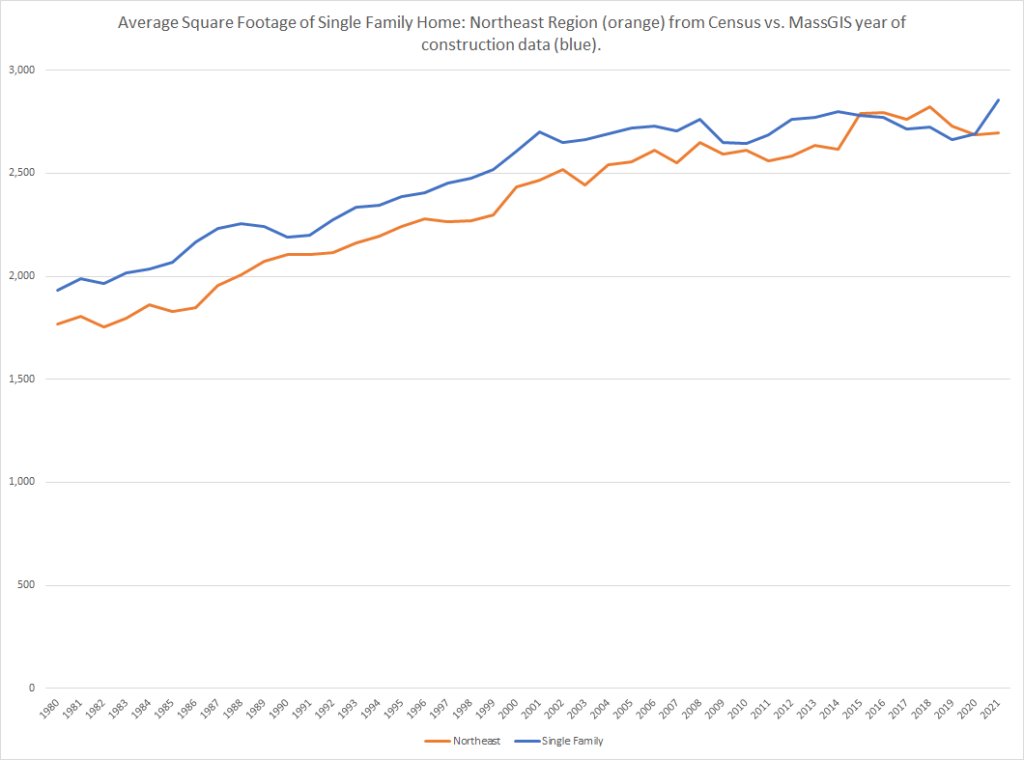 Average Square Footage of Single Family Home: Northeast Region (orange) from Census vs. MassGIS year of
construction data (blue).
3,000
2,500
2,000
1,500
1,000
500
0
1980 1981 1982 1983 1984 1985 1986 1987 1988 1989 1990 1991 1992 1993 1994 1995 1996 1997 1998 1999 2000 2001 2002 2003 2004 2005 2006 2007 2008 2009 2010 2011 2012 2013 2014 2015 2016 2017 2018 2019 2020 2021
Northeast Single Family